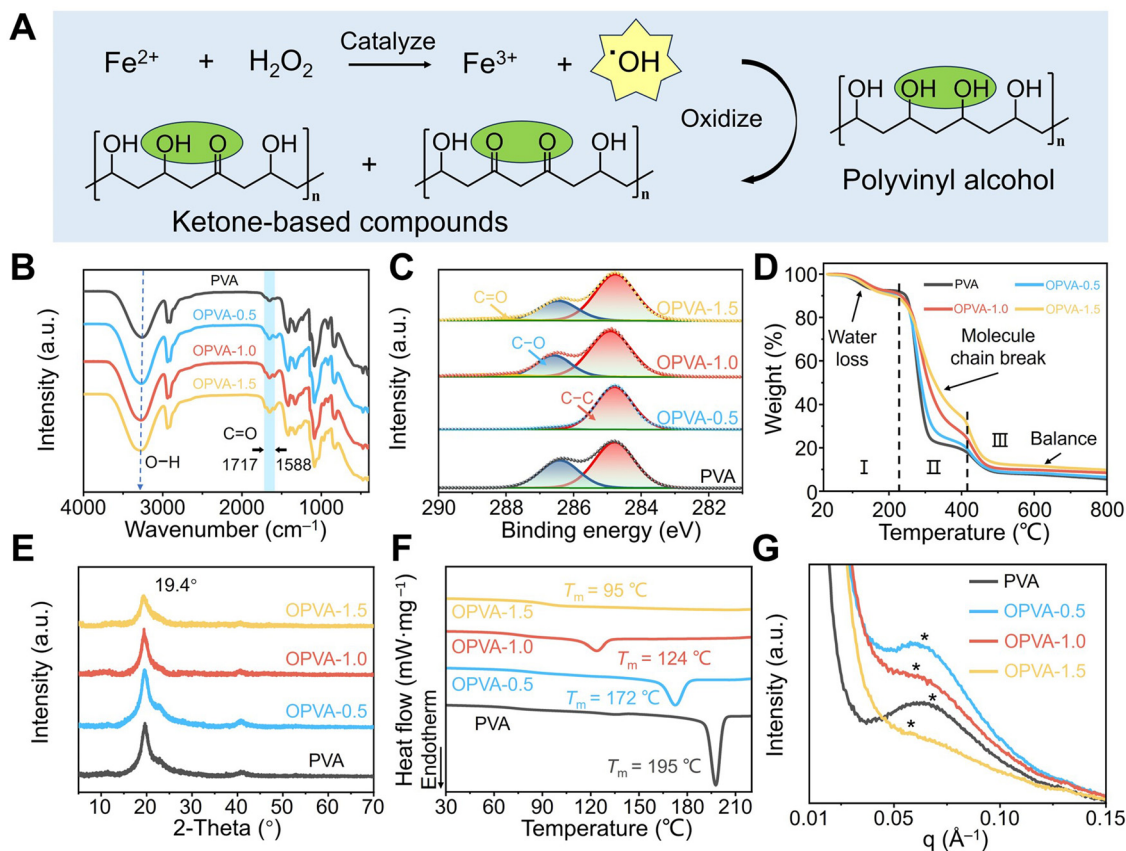 A
Fe²⁺ + H₂O₂ Catalyze Fe³⁺ + ·OH
Oxidize
OH OH OH OH
n
Polyvinyl alcohol
OH OH O OH
n
+
OH O O OH
n
Ketone-based compounds
B
Intensity (a.u.)
PVA
OPVA-0.5
OPVA-1.0
OPVA-1.5
C=O
1717 1588
O−H
4000 3000 2000 1000
Wavenumber (cm⁻¹)
C
Intensity (a.u.)
C=O
OPVA-1.5
C−O
OPVA-1.0
C−C
OPVA-0.5
PVA
290 288 286 284 282
Binding energy (eV)
D
Weight (%)
100
80
60
40
20
0
PVA OPVA-0.5
OPVA-1.0 OPVA-1.5
Water
loss
Molecule
chain break
I II III
Balance
20 200 400 600 800
Temperature (℃)
E
Intensity (a.u.)
19.4°
OPVA-1.5
OPVA-1.0
OPVA-0.5
PVA
10 20 30 40 50 60 70
2-Theta (°)
F
Heat flow (mW·mg⁻¹)
Endotherm
Tm = 95 ℃
OPVA-1.5
OPVA-1.0
Tm = 124 ℃
OPVA-0.5
Tm = 172 ℃
PVA
Tm = 195 ℃
30 60 90 120 150 180 210
Temperature (℃)
G
Intensity (a.u.)
PVA
OPVA-0.5
OPVA-1.0
OPVA-1.5
*
*
*
*
0.01 0.05 0.10 0.15
q (Å⁻¹)